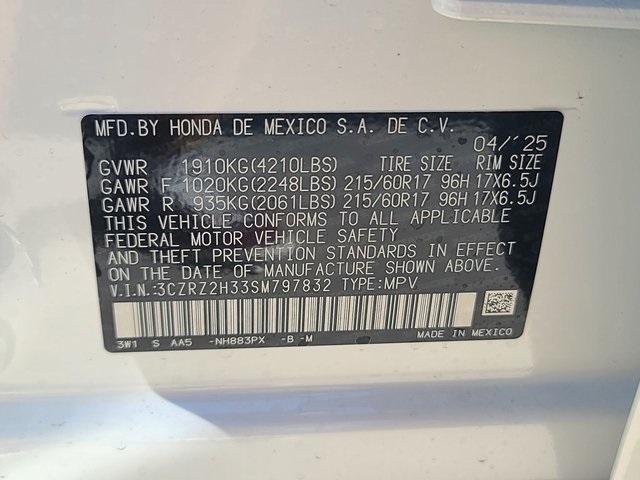 MFD.BY HONDA DE MEXICO S.A. DE C.V.
04/'25
GVWR 1910KG(4210LBS) TIRE SIZE RIM SIZE
GAWR F 1020KG(2248LBS) 215/60R17 96H 17X6.5J
GAWR R 935KG(2061LBS) 215/60R17 96H 17X6.5J
THIS VEHICLE CONFORMS TO ALL APPLICABLE
FEDERAL MOTOR VEHICLE SAFETY
AND THEFT PREVENTION STANDARDS IN EFFECT
ON THE DATE OF MANUFACTURE SHOWN ABOVE.
V.I.N.:3CZRZ2H33SM797832 TYPE:MPV
3W1 S AA5 -NH883PX -B -M MADE IN MEXICO